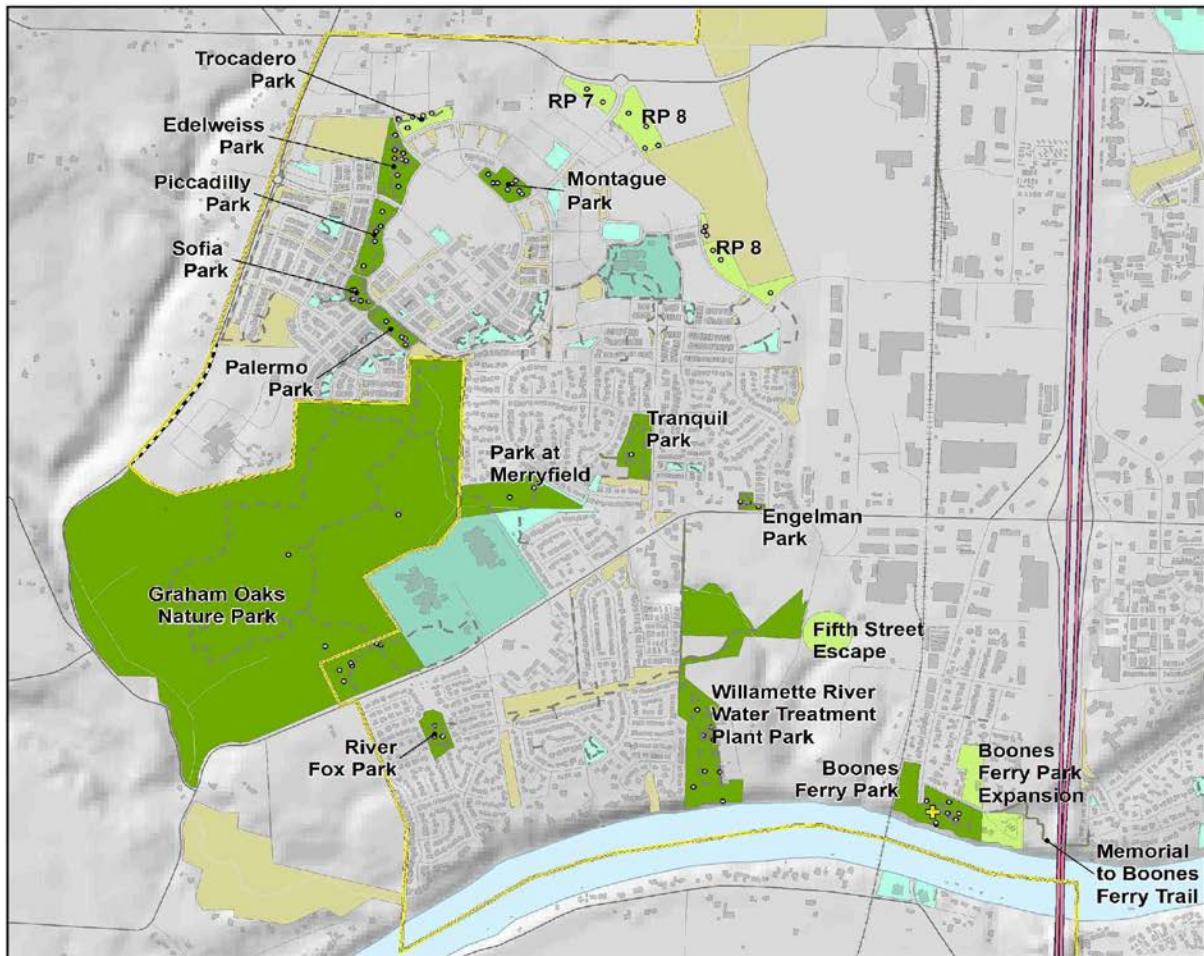 Trocadero
Park
Edelweiss
Park
Piccadilly
Park
Sofia
Park
Palermo
Park
RP 7
RP 8
Montague
Park
RP 8
Tranquil
Park
Park at
Merryfield
Engelman
Park
Graham Oaks
Nature Park
Fifth Street
Escape
Willamette River
Water Treatment
Plant Park
River
Fox Park
Boones
Ferry Park
Boones
Ferry Park
Expansion
Memorial
to Boones
Ferry Trail